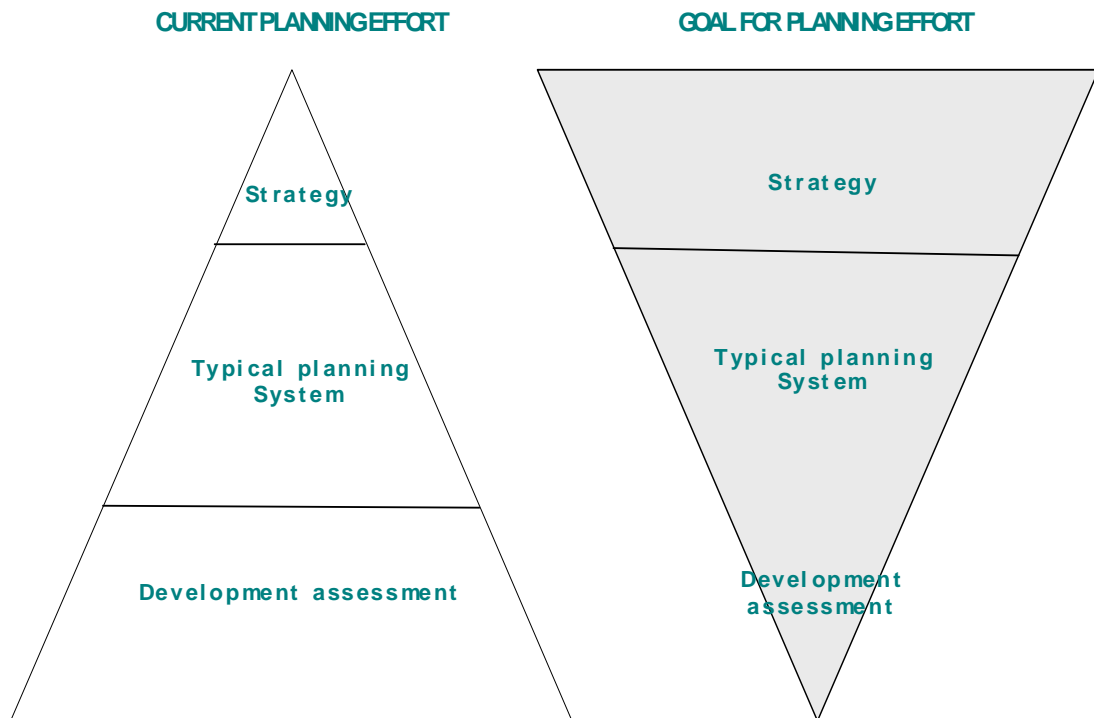 CURRENT PLANNING EFFORT
GOAL FOR PLANNING EFFORT
Strategy
Typical planning
System
Development assessment
Strategy
Typical planning
System
Development
assessment